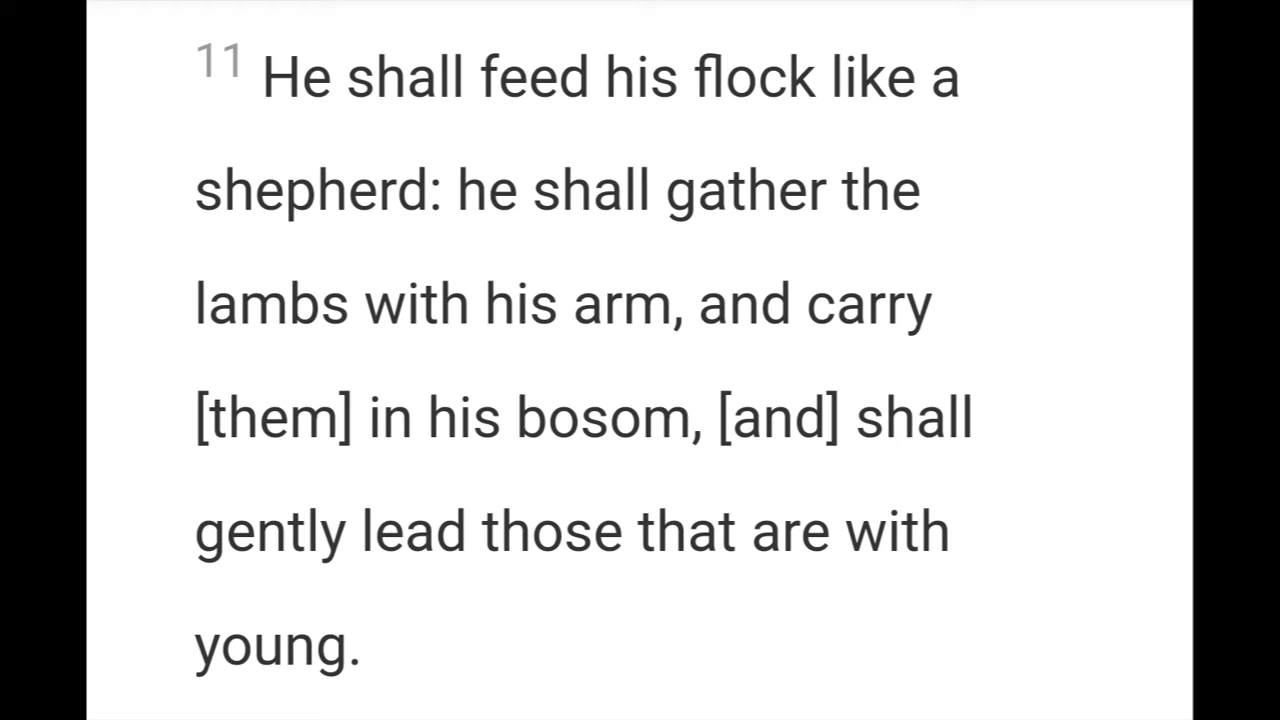 11 He shall feed his flock like a
shepherd: he shall gather the
lambs with his arm, and carry
[them] in his bosom, [and] shall
gently lead those that are with
young.